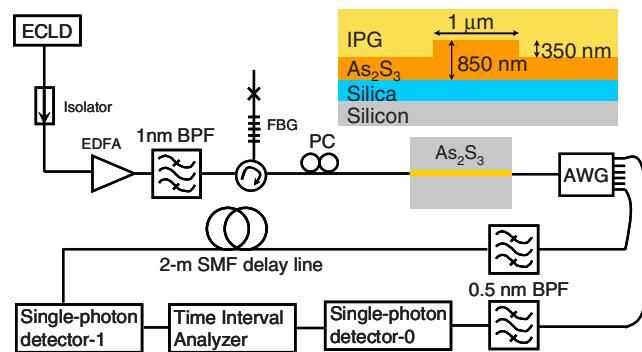 ECLD
Isolator
EDFA
1nm BPF
FBG
PC
1 μm
IPG
350 nm
As2S3
850 nm
Silica
Silicon
As2S3
AWG
2-m SMF delay line
0.5 nm BPF
Single-photon
detector-1
Time Interval
Analyzer
Single-photon
detector-0